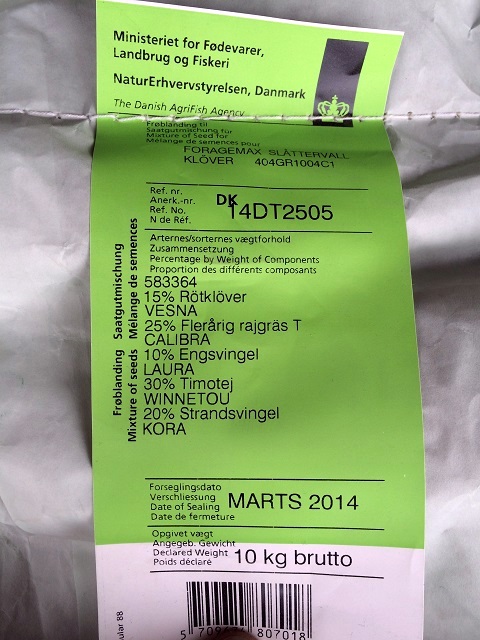 Ministeriet for Fødevarer,
Landbrug og Fiskeri
NaturErhvervstyrelsen, Danmark
The Danish AgriFish Agency
Frøblanding til
Saatgutmischung für
Mixture of Seed for
Mélange de semences pour
FORAGEMAX SLÅTTERVALL
KLÖVER 404GR1004C1
Ref. nr.
Anerk.-nr.
Ref. No.
N de Réf.
DK
14DT2505
Arternes/sorternes vægtforhold
Zusammensetzung
Percentage by Weight of Components
Proportion des différents composants
Frøblanding Saatgutmischung
Mixture of seeds Mélange de semences
583364
15% Rötklöver
VESNA
25% Flerårig rajgräs T
CALIBRA
10% Engsvingel
LAURA
30% Timotej
WINNETOU
20% Strandsvingel
KORA
Forseglingsdato
Verschliessung
Date of Sealing
Date de fermeture
MARTS 2014
Opgivet vægt
Angegeb. Gewicht
Declared Weight
Poids déclaré
10 kg brutto
88
807018